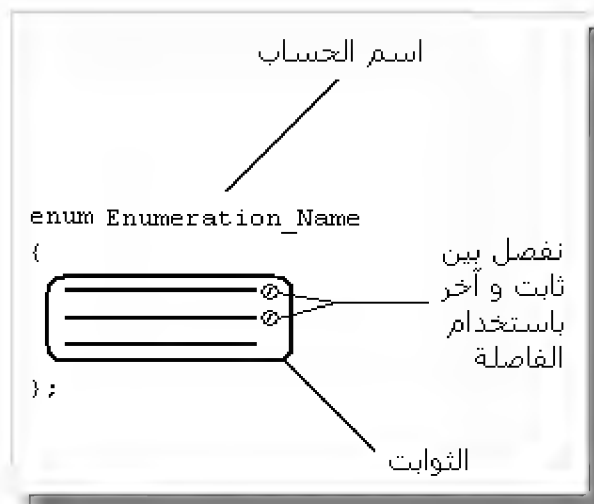 اسم الحساب
enum Enumeration_Name
{
نفصل بين
ثابت و آخر
باستخدام
الفاصلة
};
الثوابت